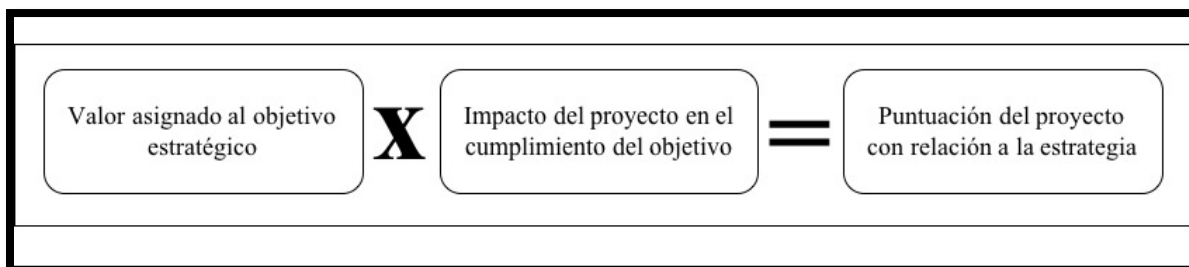 Valor asignado al objetivo
estratégico
X
Impacto del proyecto en el
cumplimiento del objetivo
=
Puntuación del proyecto
con relación a la estrategia